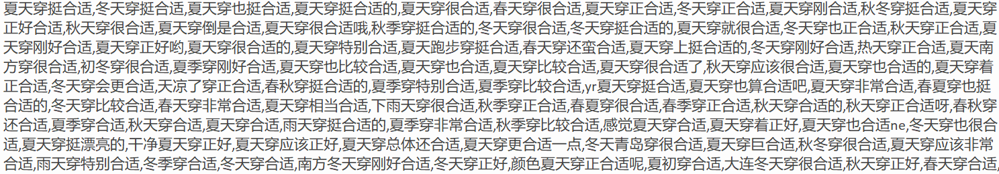 夏天穿挺合适,冬天穿挺合适,夏天穿也挺合适,夏天穿挺合适的,夏天穿很合适,春天穿很合适,夏天穿正合适,冬天穿正合适,夏天穿刚合适,秋冬穿挺合适,夏天穿
正好合适,秋天穿很合适,夏天穿倒是合适,夏天穿很合适哦,秋季穿挺合适的,冬天穿很合适,冬天穿挺合适的,夏天穿就很合适,冬天穿也正合适,秋天穿正合适,夏
天穿刚好合适,夏天穿正好哟,夏天穿很合适的,夏天穿特别合适,夏天跑步穿挺合适,春天穿还蛮合适,夏天穿上挺合适的,冬天穿刚好合适,热天穿正合适,夏天南
方穿很合适,初冬穿很合适,夏季穿刚好合适,夏天穿也比较合适,夏天穿也合适,夏天穿比较合适,夏天穿很合适了,秋天穿应该很合适,夏天穿也合适的,夏天穿着
正合适,冬天穿会更合适,天凉了穿正合适,春秋穿挺合适的,夏季穿特别合适,夏季穿比较合适,yr夏天穿挺合适,夏天穿也算合适吧,夏天穿非常合适,春夏穿也挺
合适的,冬天穿比较合适,春天穿非常合适,夏天穿相当合适,下雨天穿很合适,秋季穿正合适,春夏穿很合适,春季穿正合适,秋天穿合适的,秋天穿正合适呀,春秋穿
还合适,夏季穿合适,秋天穿合适,夏天穿合适,雨天穿挺合适的,夏季穿非常合适,秋季穿比较合适,感觉夏天穿合适,夏天穿着正好,夏天穿也合适ne,冬天穿也很合
适,夏天穿挺漂亮的,干净夏天穿正好,夏天穿应该正好,夏天穿总体还合适,夏天穿更合适一点,冬天青岛穿很合适,夏天穿巨合适,秋冬穿很合适,夏天穿应该非常
合适,雨天穿特别合适,冬季穿合适,冬天穿合适,南方冬天穿刚好合适,冬天穿正好,颜色夏天穿正合适呢,夏初穿合适,大连冬天穿很合适,秋天穿正好,春天穿合适,